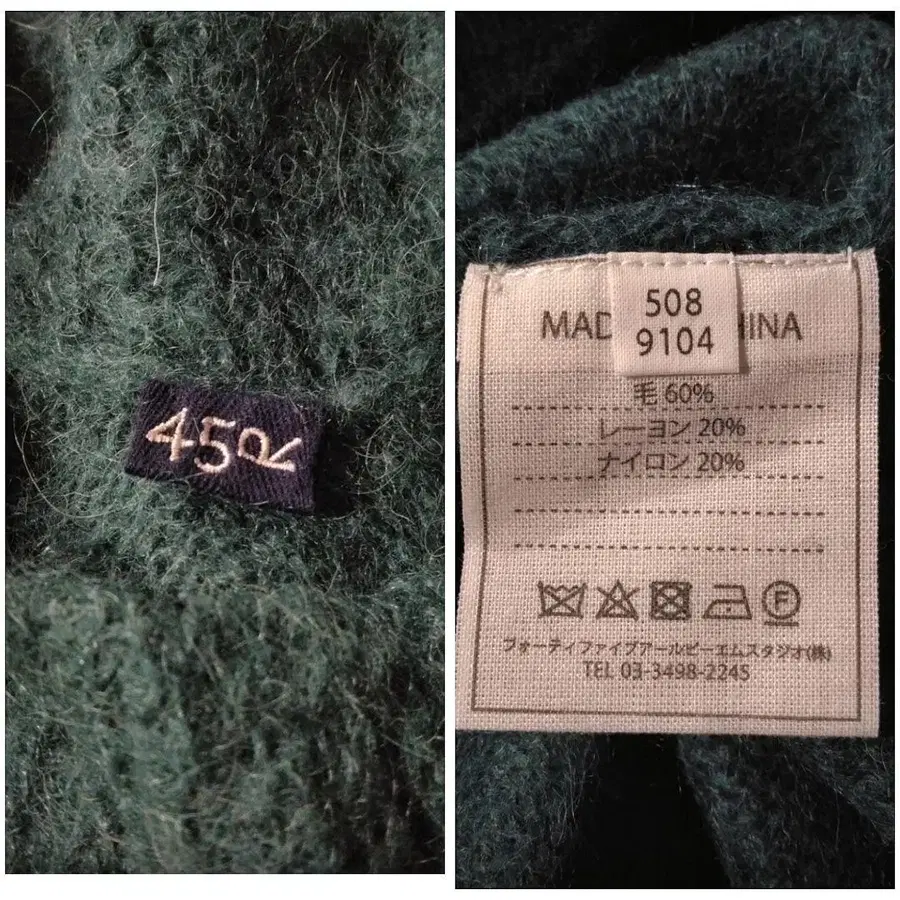 45R
508
9104
MAD HINA
毛 60%
レーヨン 20%
ナイロン 20%
F
フォーティファイブアールピーエムスタジオ(株)
TEL 03-3498-2245